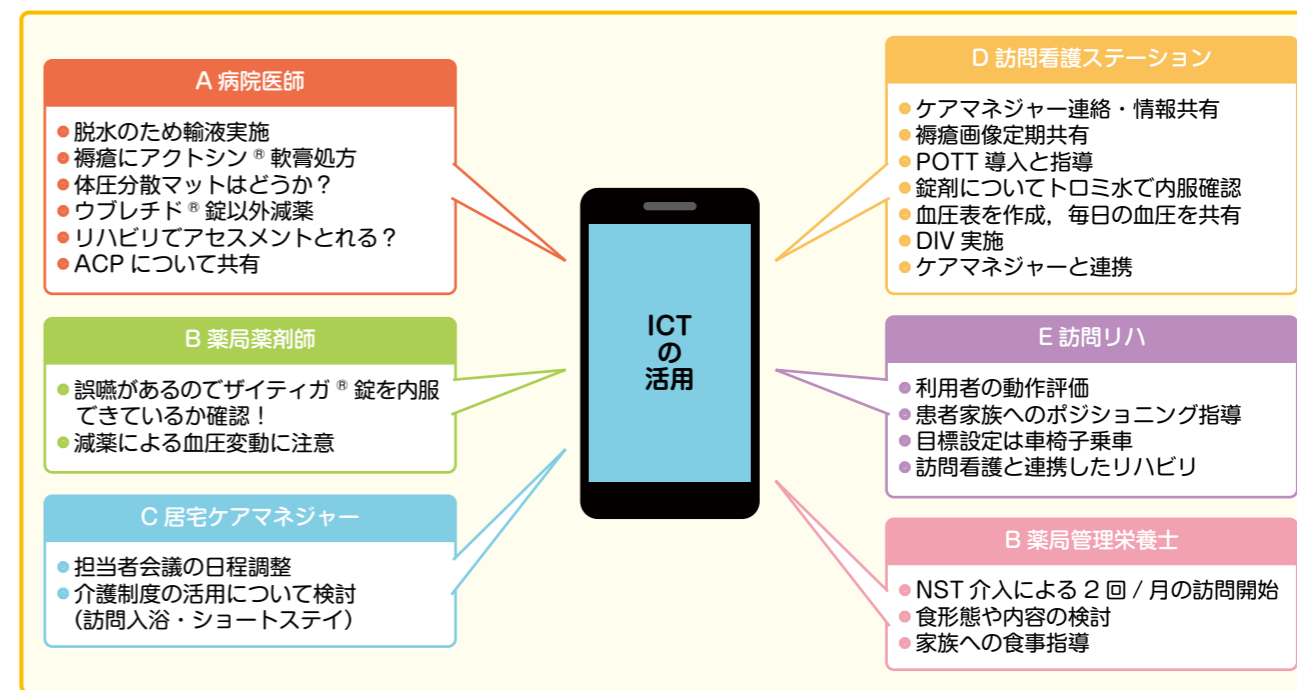 A 病院医師
●脱水のため輸液実施
●褥瘡にアクトシン®軟膏処方
●体圧分散マットはどうか？
●ウブレチド®錠以外減薬
●リハビリでアセスメントとれる？
●ACP について共有
B 薬局薬剤師
●誤嚥があるのでザイティガ®錠を内服
できているか確認！
●減薬による血圧変動に注意
C 居宅ケアマネジャー
●担当者会議の日程調整
●介護制度の活用について検討
（訪問入浴・ショートステイ）
ICT
の
活用
D 訪問看護ステーション
●ケアマネジャー連絡・情報共有
●褥瘡画像定期共有
●POTT 導入と指導
●錠剤についてトロミ水で内服確認
●血圧表を作成，毎日の血圧を共有
●DIV 実施
●ケアマネジャーと連携
E 訪問リハ
●利用者の動作評価
●患者家族へのポジショニング指導
●目標設定は車椅子乗車
●訪問看護と連携したリハビリ
B 薬局管理栄養士
●NST 介入による 2 回 / 月の訪問開始
●食形態や内容の検討
●家族への食事指導